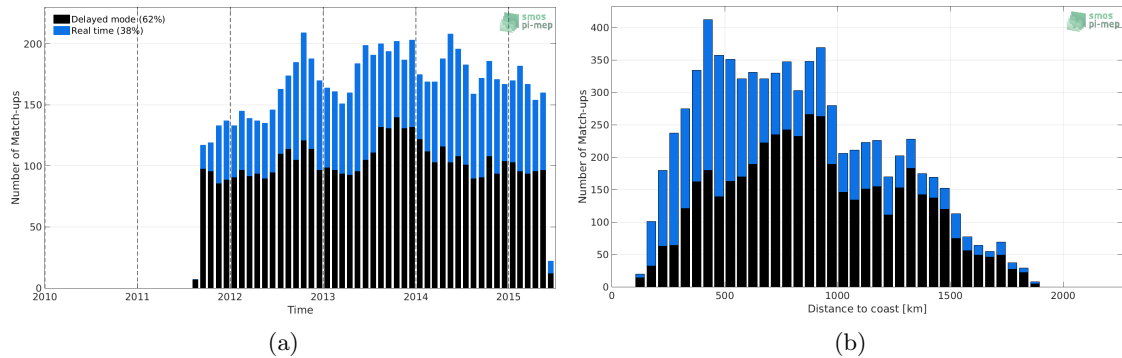 Delayed mode (62%)
Real time (38%)
smos
pi-mep
Number of Match-ups
200
150
100
50
0
2010
2011
2012
2013
2014
2015
Time
(a)
smos
pi-mep
Number of Match-ups
400
350
300
250
200
150
100
50
0
0
500
1000
1500
2000
Distance to coast [km]
(b)